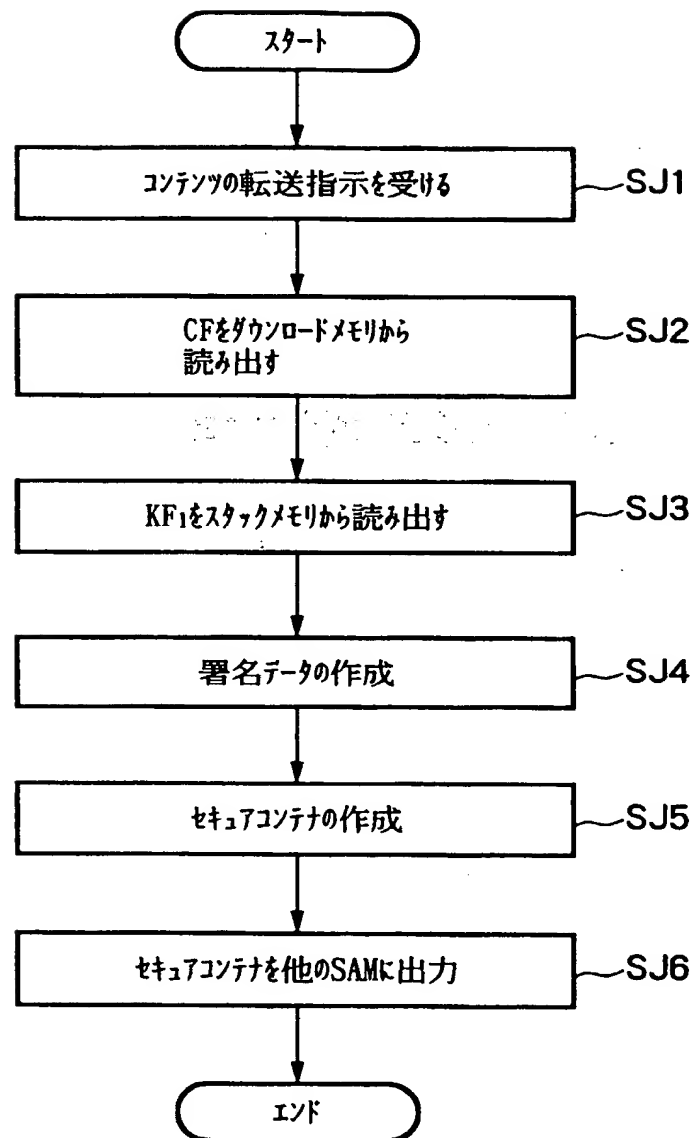 スタート
コンテンツの転送指示を受ける
SJ1
CFをダウンロードメモリから
読み出す
SJ2
KF₁をスタックメモリから読み出す
SJ3
署名データの作成
SJ4
セキュアコンテナの作成
SJ5
セキュアコンテナを他のSAMに出力
SJ6
エンド